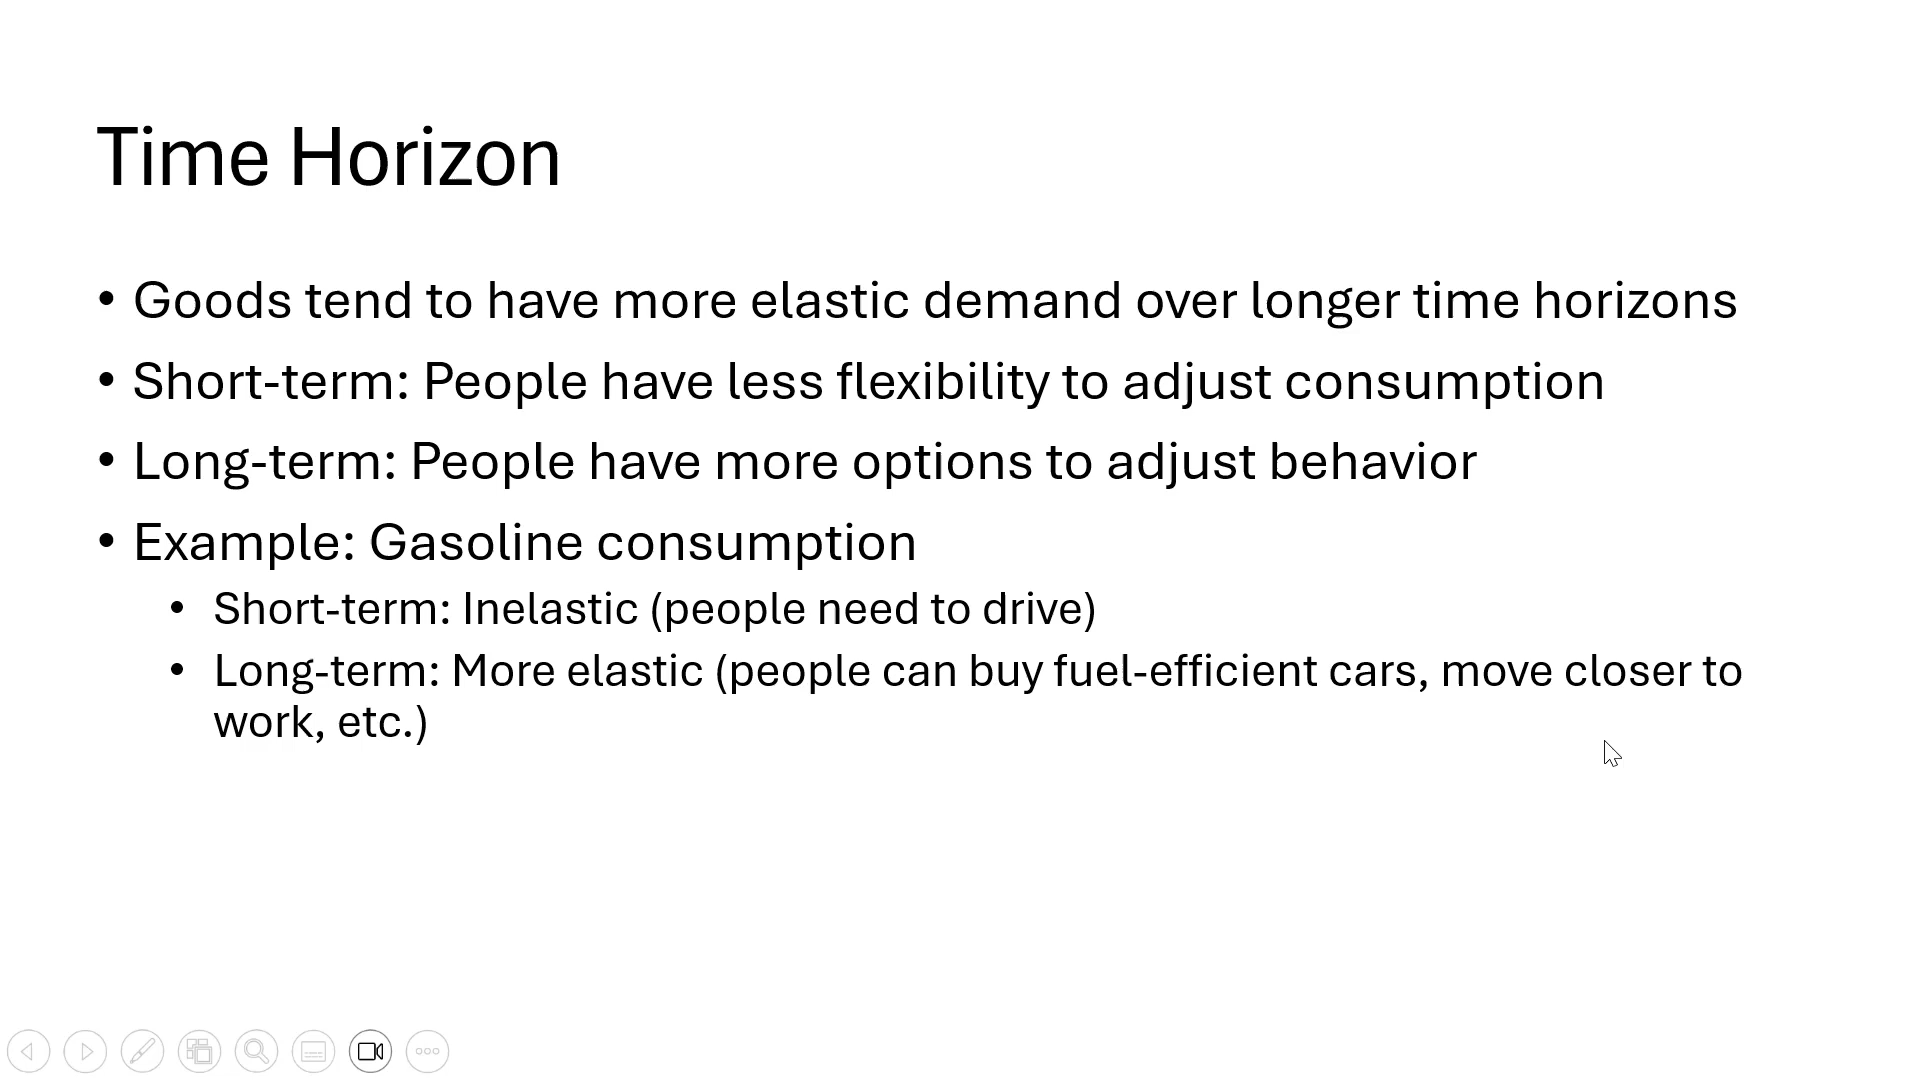 Time Horizon
• Goods tend to have more elastic demand over longer time horizons
• Short-term: People have less flexibility to adjust consumption
• Long-term: People have more options to adjust behavior
• Example: Gasoline consumption
• Short-term: Inelastic (people need to drive)
• Long-term: More elastic (people can buy fuel-efficient cars, move closer to
work, etc.)